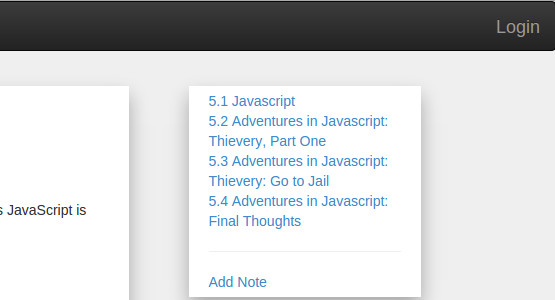 Login
5.1 Javascript
5.2 Adventures in Javascript:
Thievery, Part One
5.3 Adventures in Javascript:
Thievery: Go to Jail
5.4 Adventures in Javascript:
Final Thoughts
Add Note
s JavaScript is